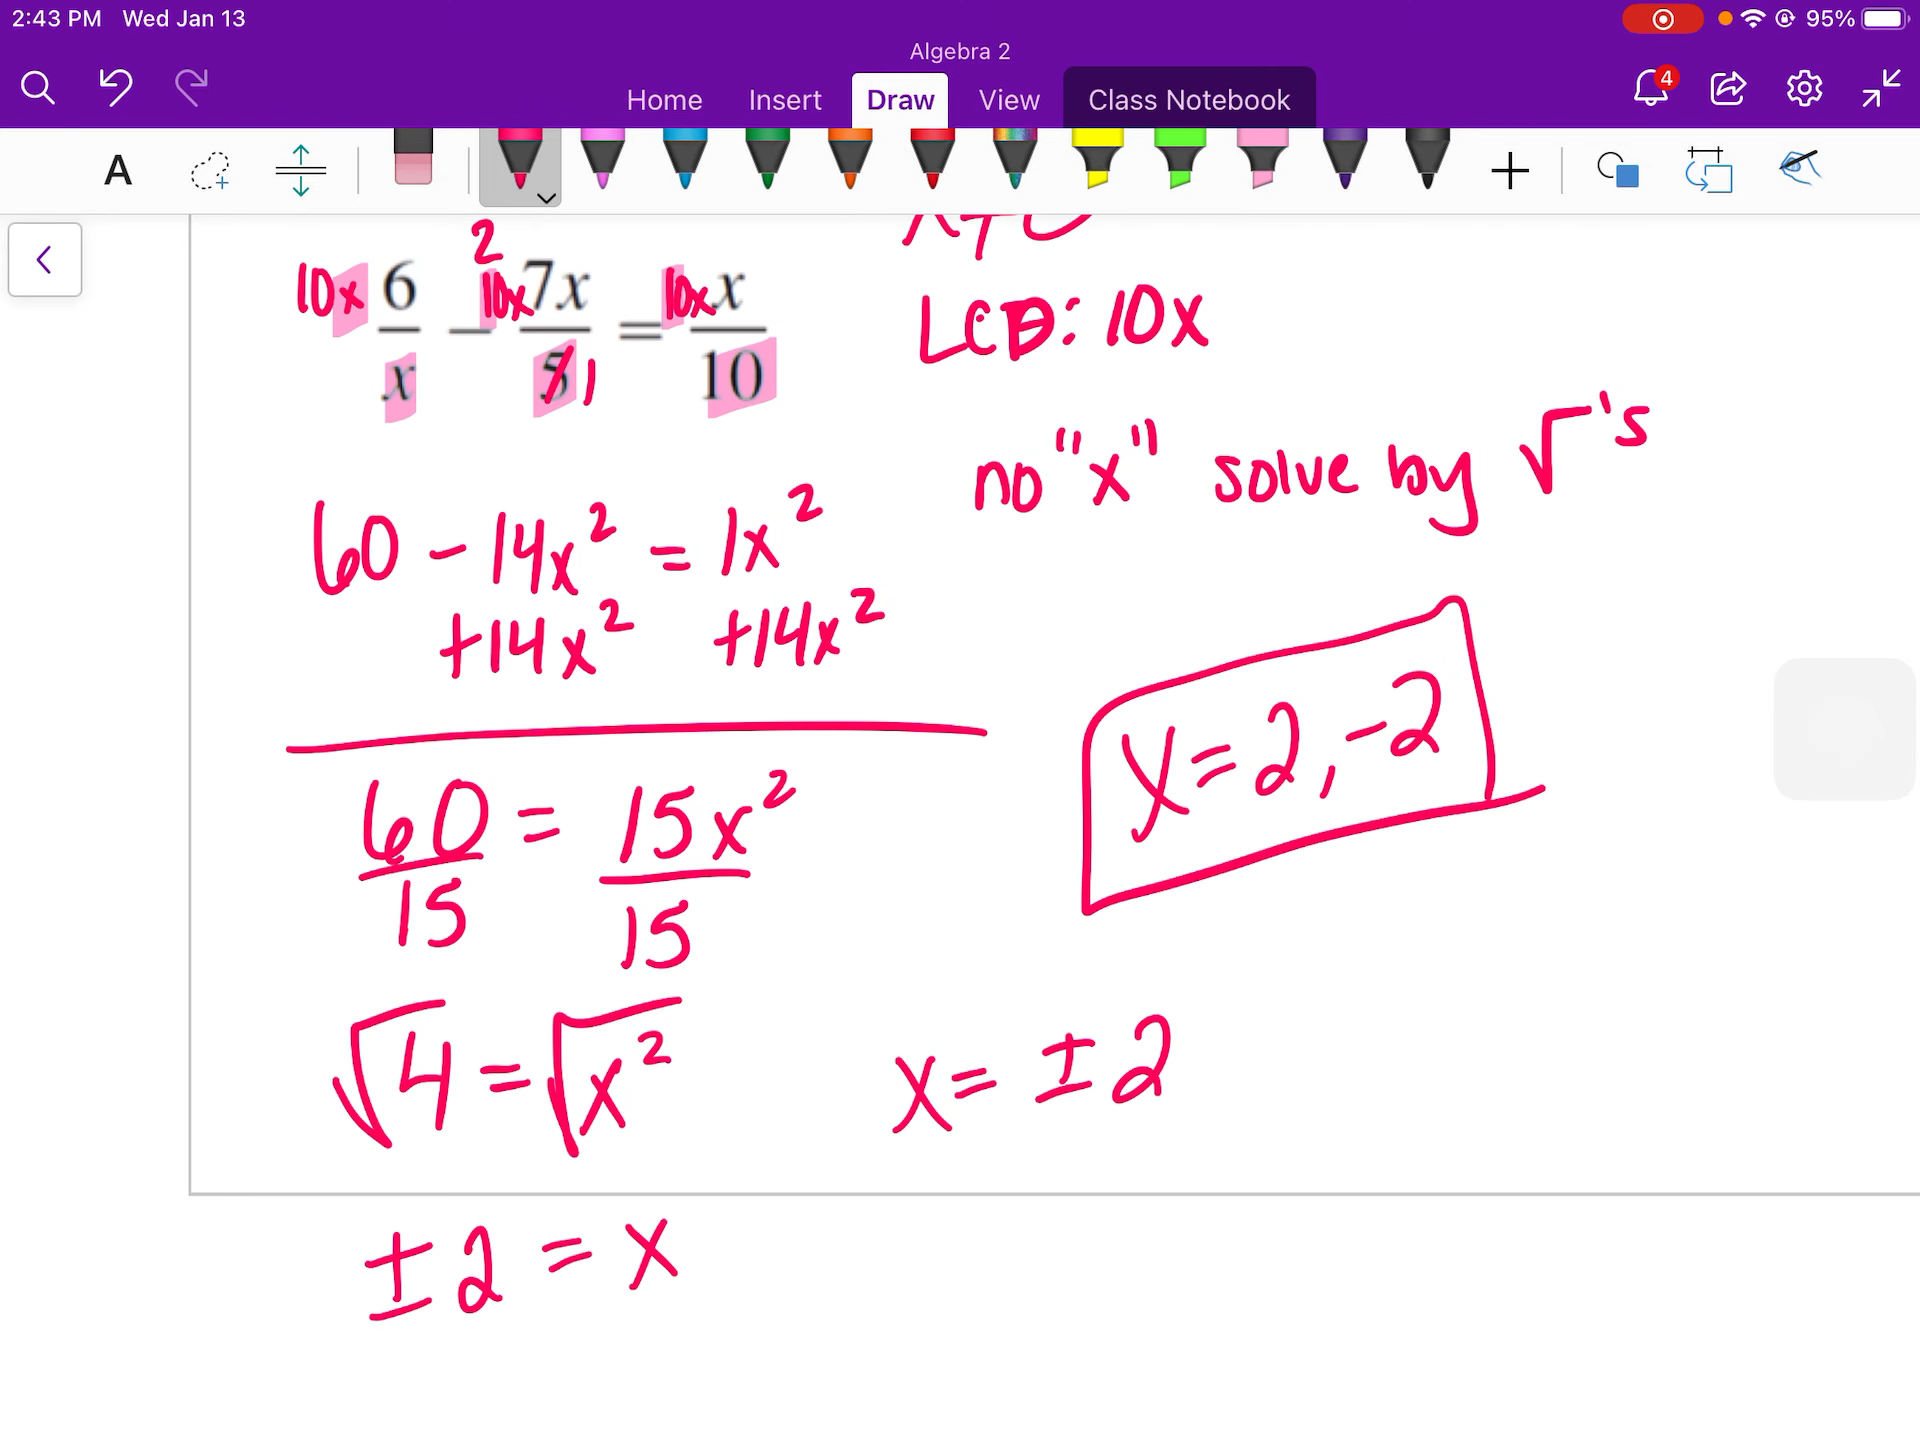 2:43 PM Wed Jan 13
95%
Algebra 2
4
Home Insert Draw View Class Notebook
A
10x 6/x − 2 10x 7x/5 1 = 10x x/10
LCD: 10x
no "x" solve by √'s
60 - 14x² = 1x²
+14x² +14x²
60/15 = 15x²/15
x = 2, -2
√4 = √x²
x = ±2
±2 = x